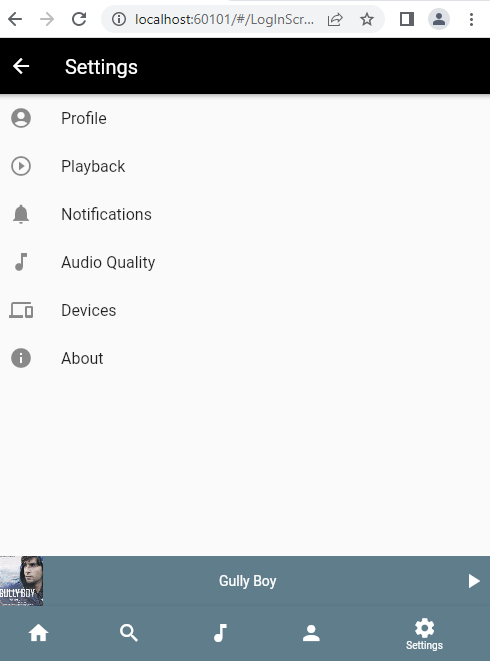 localhost:60101/#/LogInScr...
Settings
Profile
Playback
Notifications
Audio Quality
Devices
About
GULLY BOY
Gully Boy
Settings